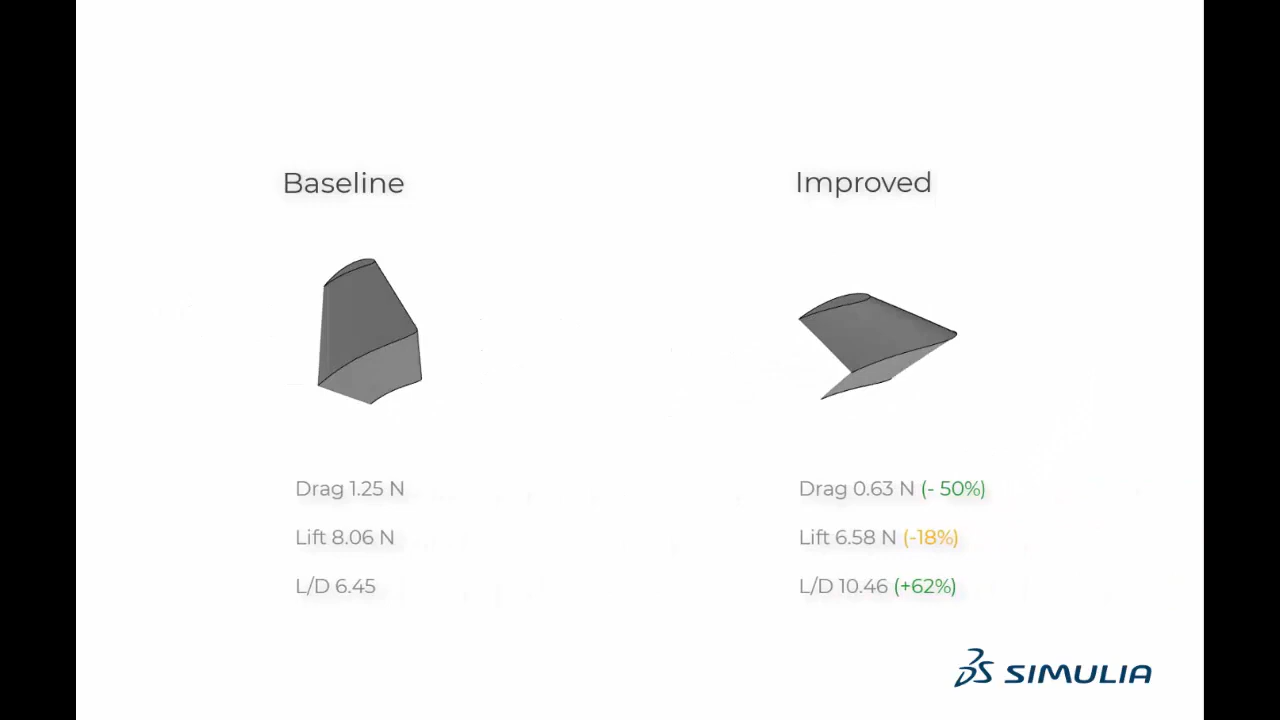 Baseline
Improved
Drag 1.25 N
Lift 8.06 N
L/D 6.45
Drag 0.63 N (- 50%)
Lift 6.58 N (-18%)
L/D 10.46 (+62%)
SIMULIA